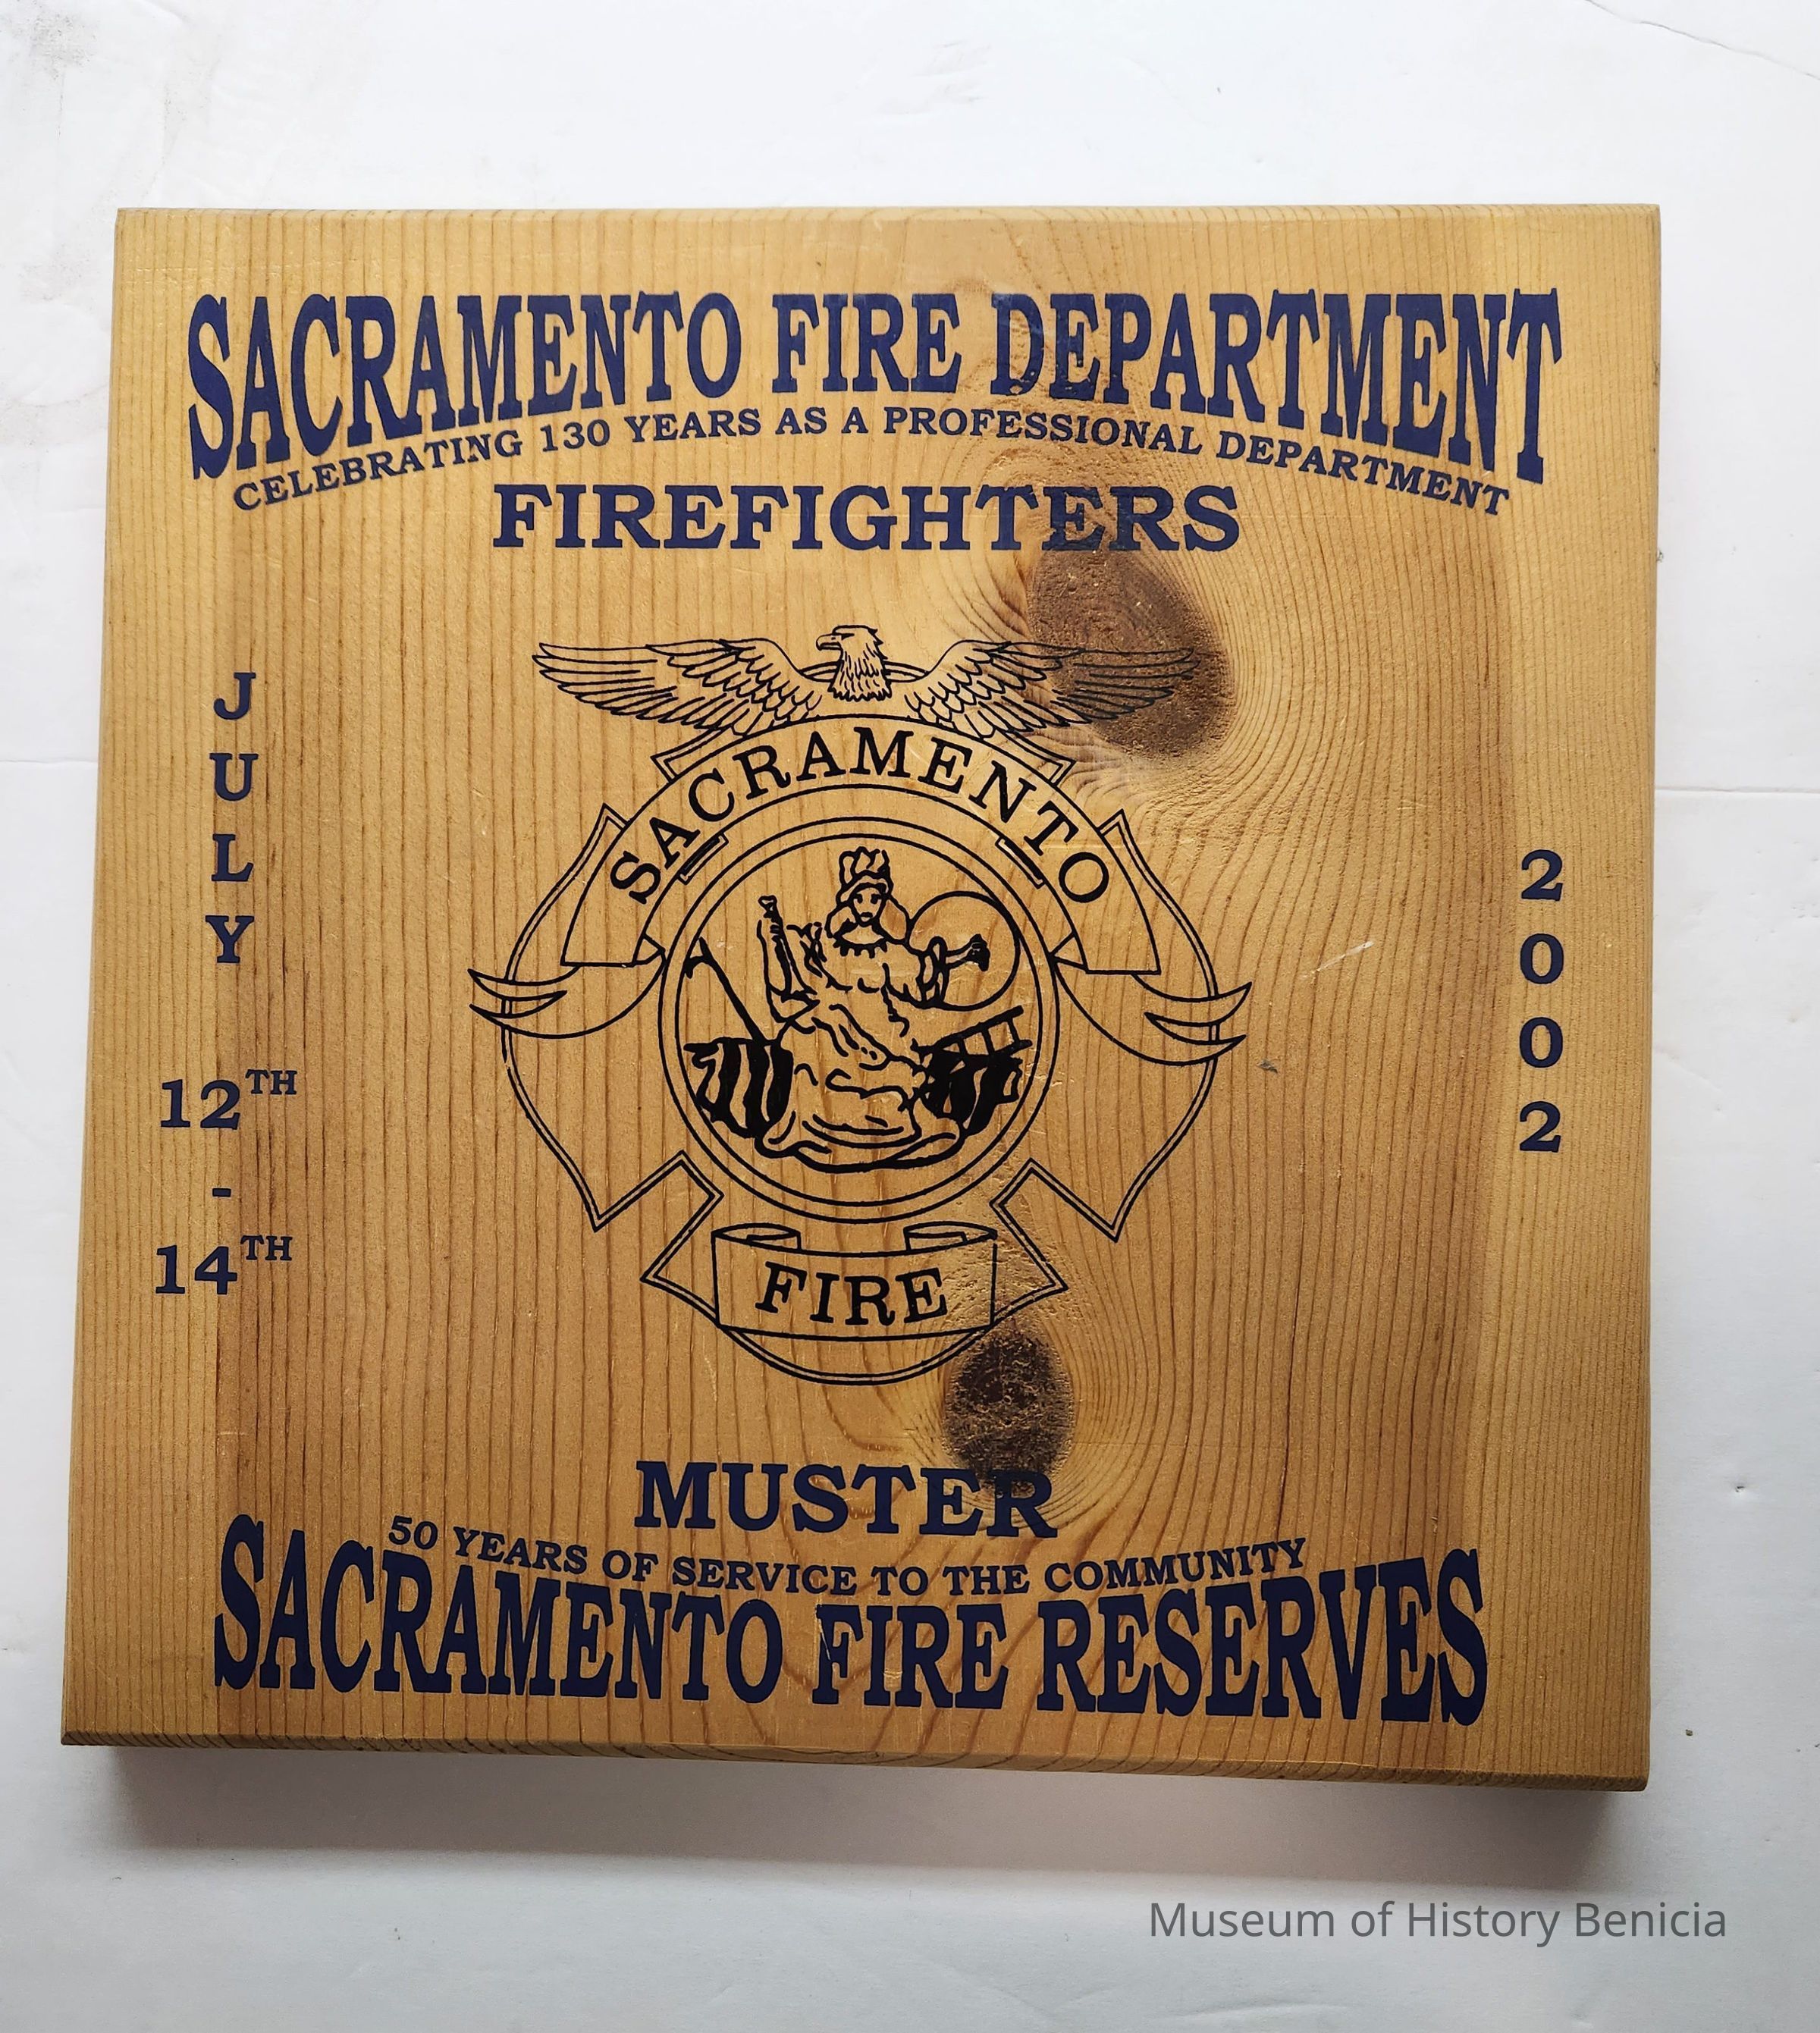 SACRAMENTO FIRE DEPARTMENT
CELEBRATING 130 YEARS AS A PROFESSIONAL DEPARTMENT
FIREFIGHTERS
JULY
12TH
-
14TH
SACRAMENTO
FIRE
2002
MUSTER
50 YEARS OF SERVICE TO THE COMMUNITY
SACRAMENTO FIRE RESERVES
Museum of History Benicia